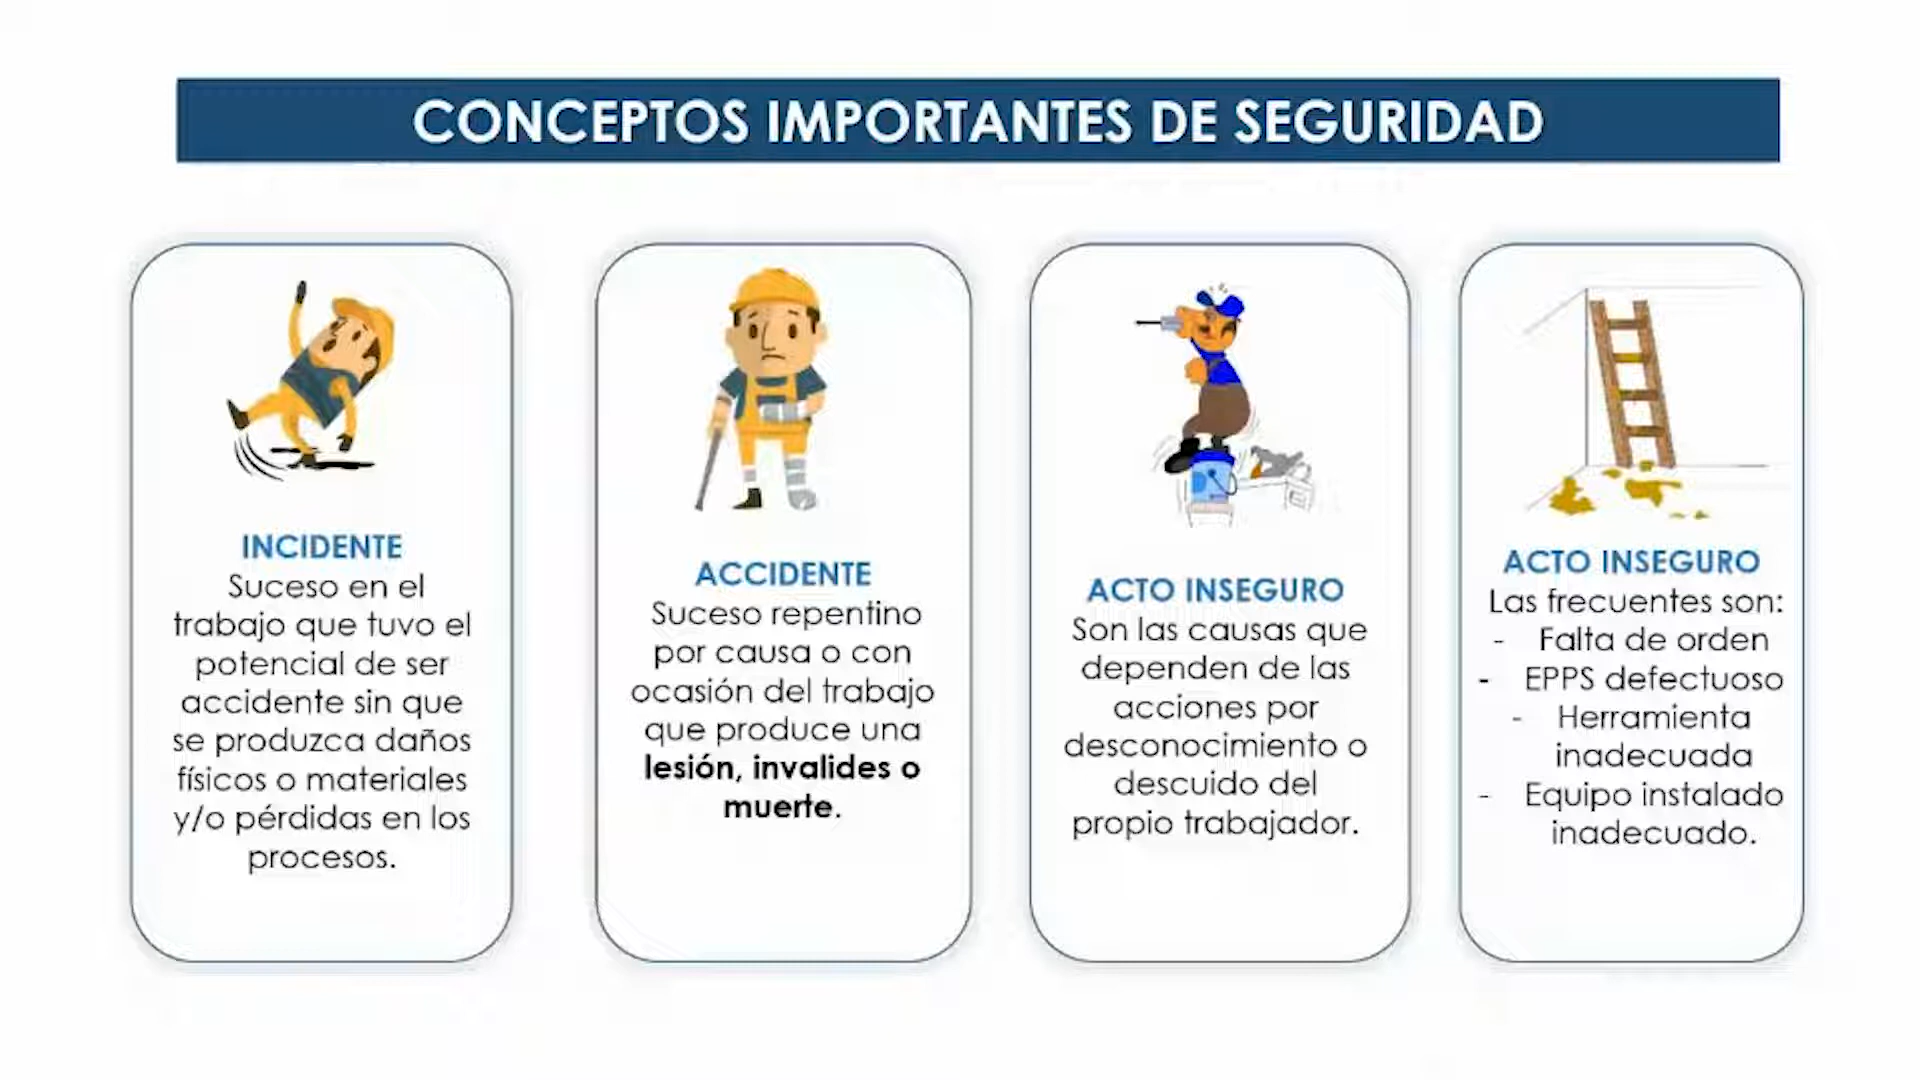 CONCEPTOS IMPORTANTES DE SEGURIDAD
INCIDENTE
Suceso en el
trabajo que tuvo el
potencial de ser
accidente sin que
se produzca daños
físicos o materiales
y/o pérdidas en los
procesos.
ACCIDENTE
Suceso repentino
por causa o con
ocasión del trabajo
que produce una
lesión, invalides o
muerte.
ACTO INSEGURO
Son las causas que
dependen de las
acciones por
desconocimiento o
descuido del
propio trabajador.
ACTO INSEGURO
Las frecuentes son:
- Falta de orden
- EPPS defectuoso
- Herramienta
inadecuada
- Equipo instalado
inadecuado.